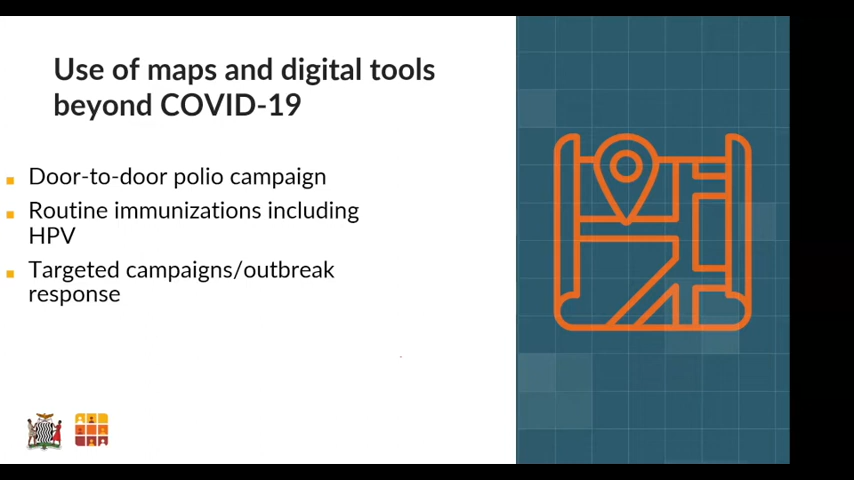 Use of maps and digital tools
beyond COVID-19
Door-to-door polio campaign
Routine immunizations including
HPV
Targeted campaigns/outbreak
response